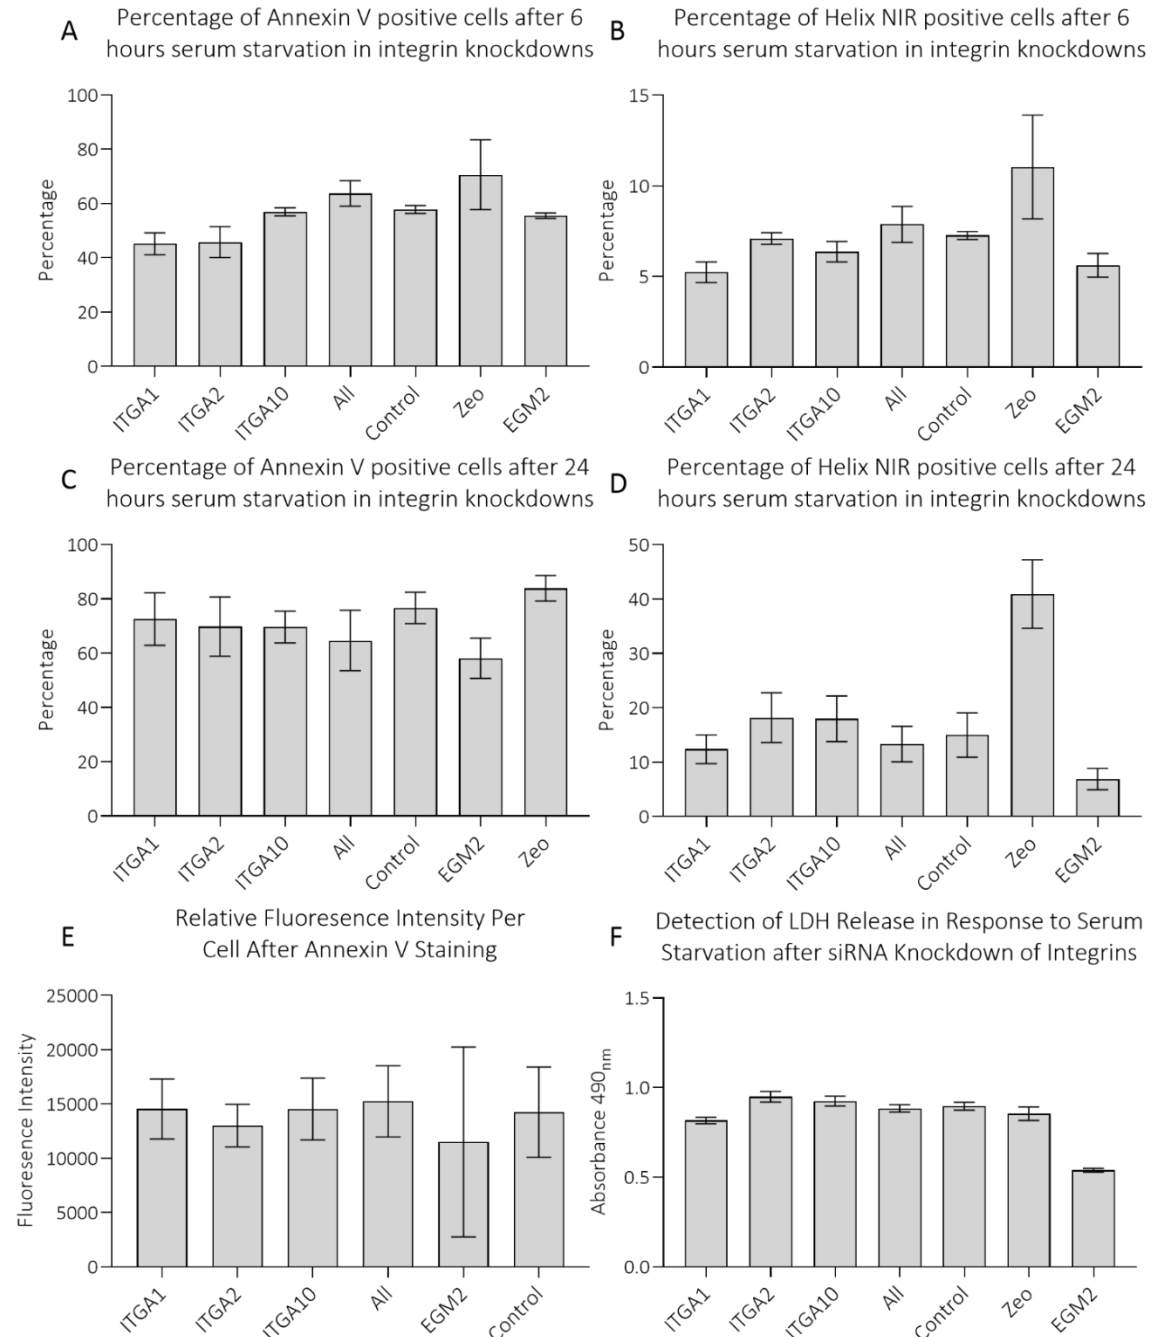 A
Percentage of Annexin V positive cells after 6
hours serum starvation in integrin knockdowns
Percentage
100
80
60
40
20
0
ITGA1
ITGA2
ITGA10
All
Control
Zeo
EGM2
B
Percentage of Helix NIR positive cells after 6
hours serum starvation in integrin knockdowns
Percentage
15
10
5
0
ITGA1
ITGA2
ITGA10
All
Control
Zeo
EGM2
C
Percentage of Annexin V positive cells after 24
hours serum starvation in integrin knockdowns
Percentage
100
80
60
40
20
0
ITGA1
ITGA2
ITGA10
All
Control
EGM2
Zeo
D
Percentage of Helix NIR positive cells after 24
hours serum starvation in integrin knockdowns
Percentage
50
40
30
20
10
0
ITGA1
ITGA2
ITGA10
All
Control
Zeo
EGM2
E
Relative Fluoresence Intensity Per
Cell After Annexin V Staining
Fluoresence Intensity
25000
20000
15000
10000
5000
0
ITGA1
ITGA2
ITGA10
All
EGM2
Control
F
Detection of LDH Release in Response to Serum
Starvation after siRNA Knockdown of Integrins
Absorbance 490nm
1.5
1.0
0.5
0.0
ITGA1
ITGA2
ITGA10
All
Control
Zeo
EGM2